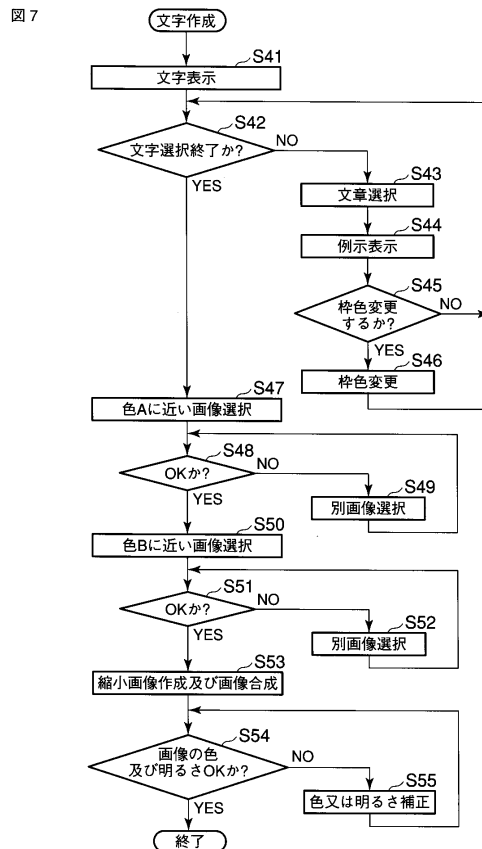 図7
文字作成
S41
文字表示
S42
文字選択終了か?
NO
YES
S43
文章選択
S44
例示表示
S45
枠色変更
するか?
NO
YES
S46
枠色変更
S47
色Aに近い画像選択
S48
OKか?
NO
YES
S49
別画像選択
S50
色Bに近い画像選択
S51
OKか?
NO
YES
S52
別画像選択
S53
縮小画像作成及び画像合成
S54
画像の色
及び明るさOKか?
NO
YES
S55
色又は明るさ補正
終了